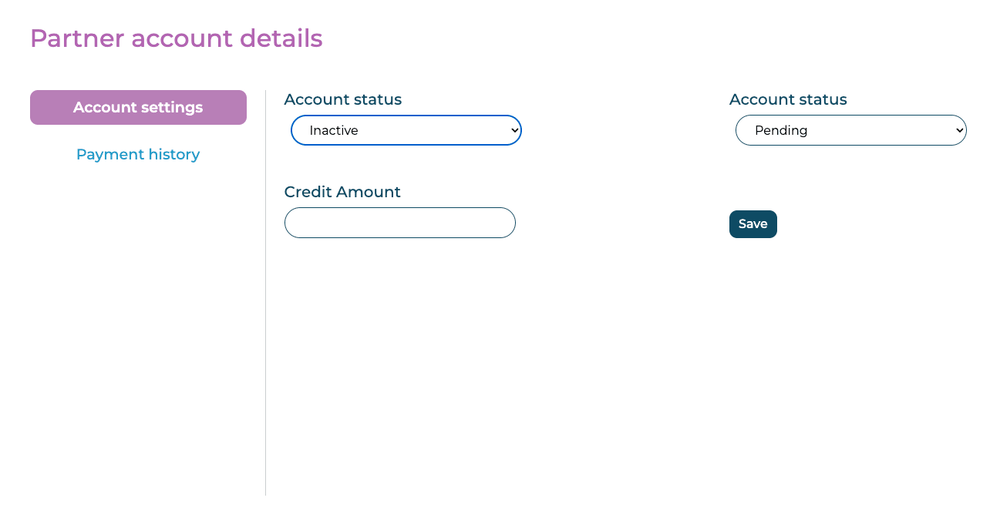 Partner account details
Account settings
Payment history
Account status
Inactive
Account status
Pending
Credit Amount
Save